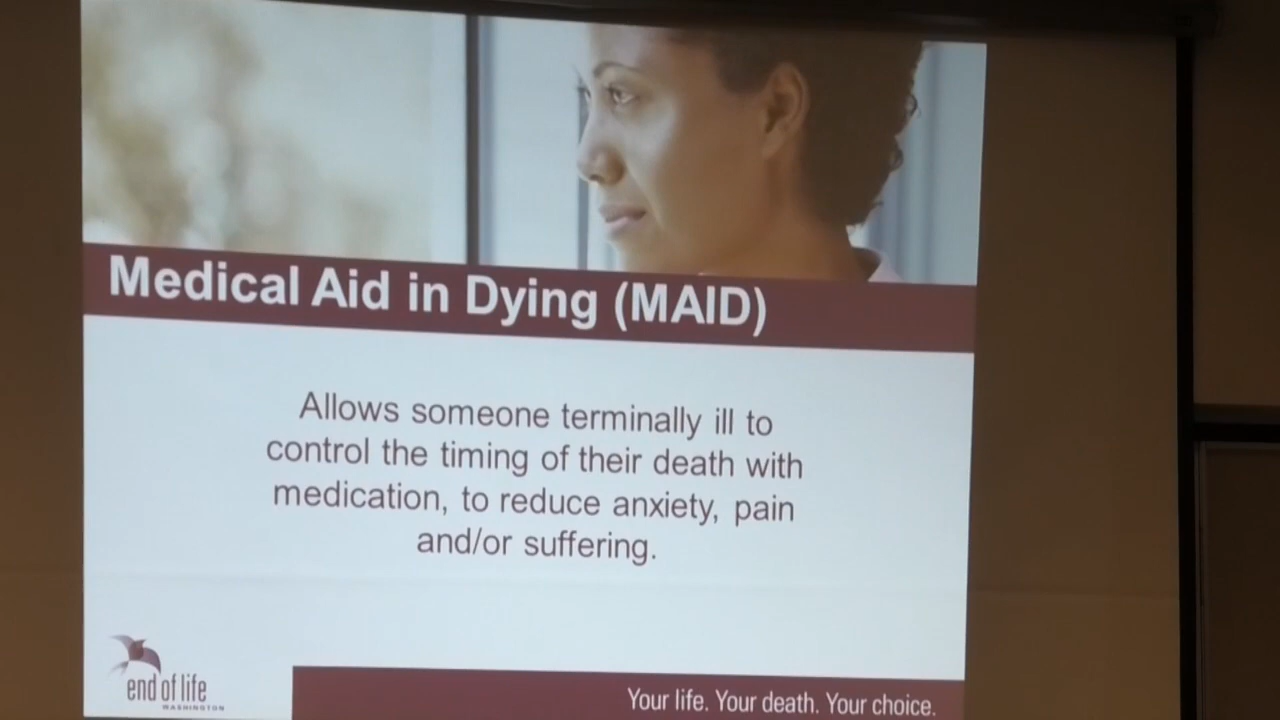 Medical Aid in Dying (MAID)
Allows someone terminally ill to
control the timing of their death with
medication, to reduce anxiety, pain
and/or suffering.
end of life
WASHINGTON
Your life. Your death. Your choice.